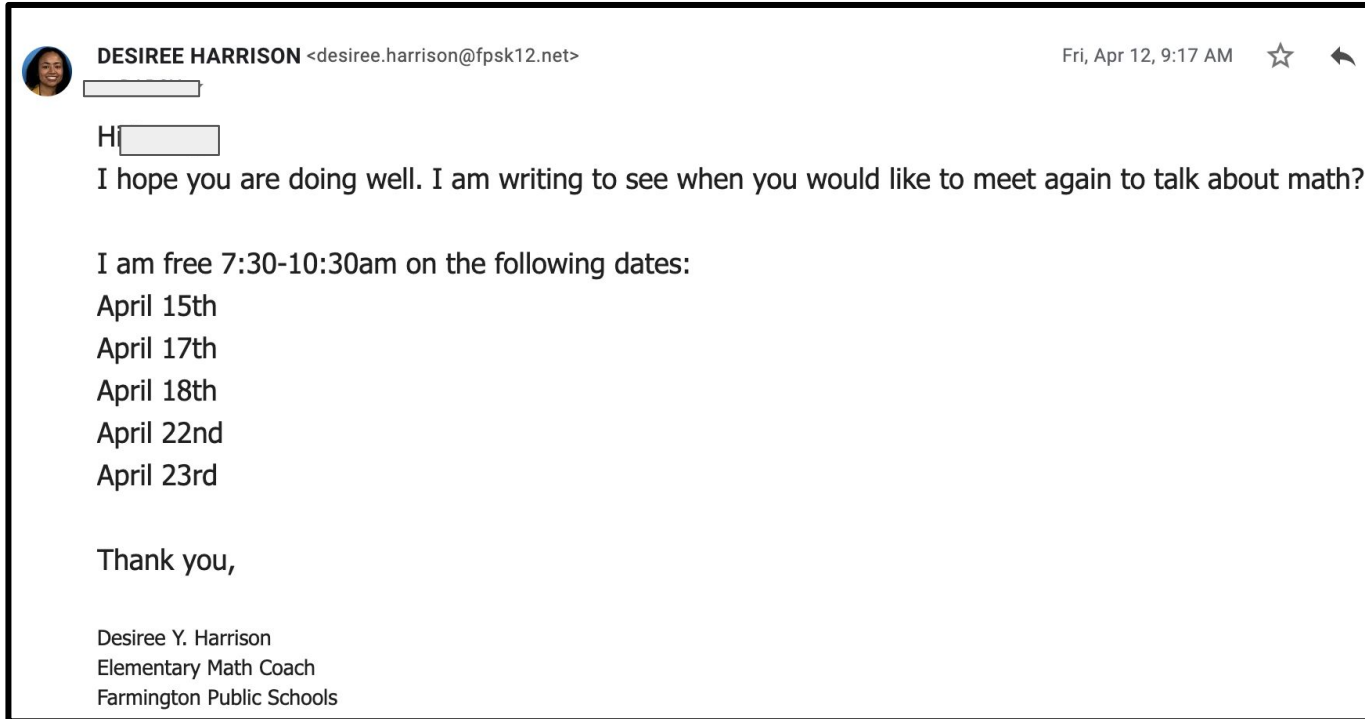 DESIREE HARRISON <desiree.harrison@fpsk12.net>
Fri, Apr 12, 9:17 AM
Hi
I hope you are doing well. I am writing to see when you would like to meet again to talk about math?
I am free 7:30-10:30am on the following dates:
April 15th
April 17th
April 18th
April 22nd
April 23rd
Thank you,
Desiree Y. Harrison
Elementary Math Coach
Farmington Public Schools